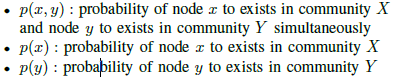 • p(x, y) : probability of node x to exists in community X
and node y to exists in community Y simultaneously
• p(x) : probability of node x to exists in community X
• p(y) : probability of node y to exists in community Y